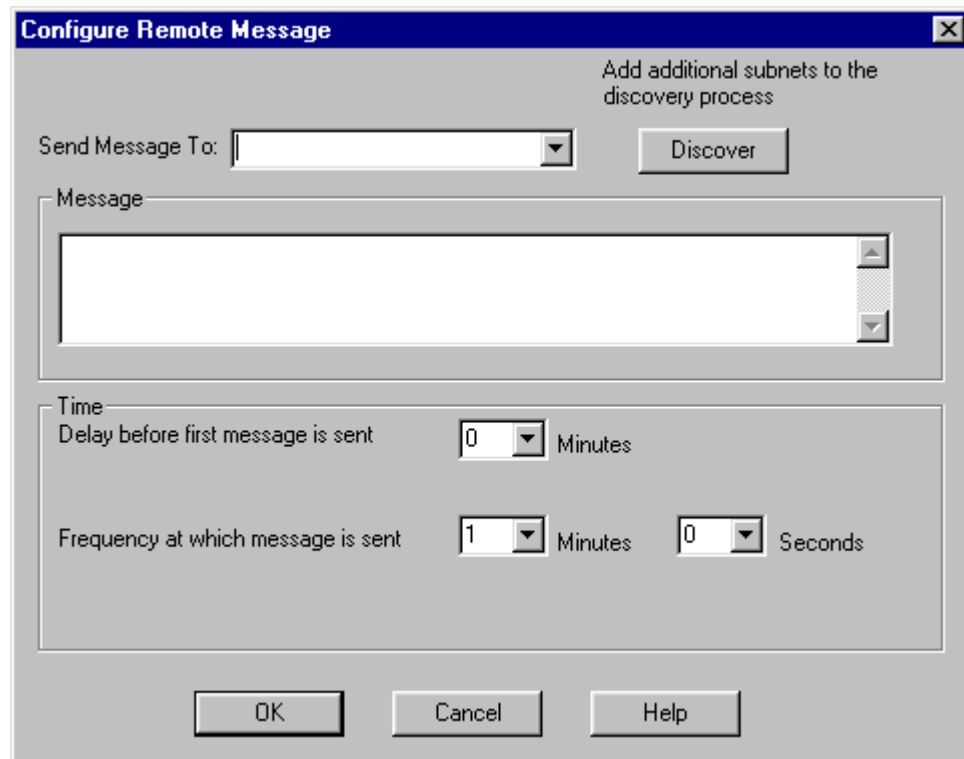 Configure Remote Message
Add additional subnets to the
discovery process
Send Message To:
Discover
Message
Time
Delay before first message is sent 0 Minutes
Frequency at which message is sent 1 Minutes 0 Seconds
OK Cancel Help